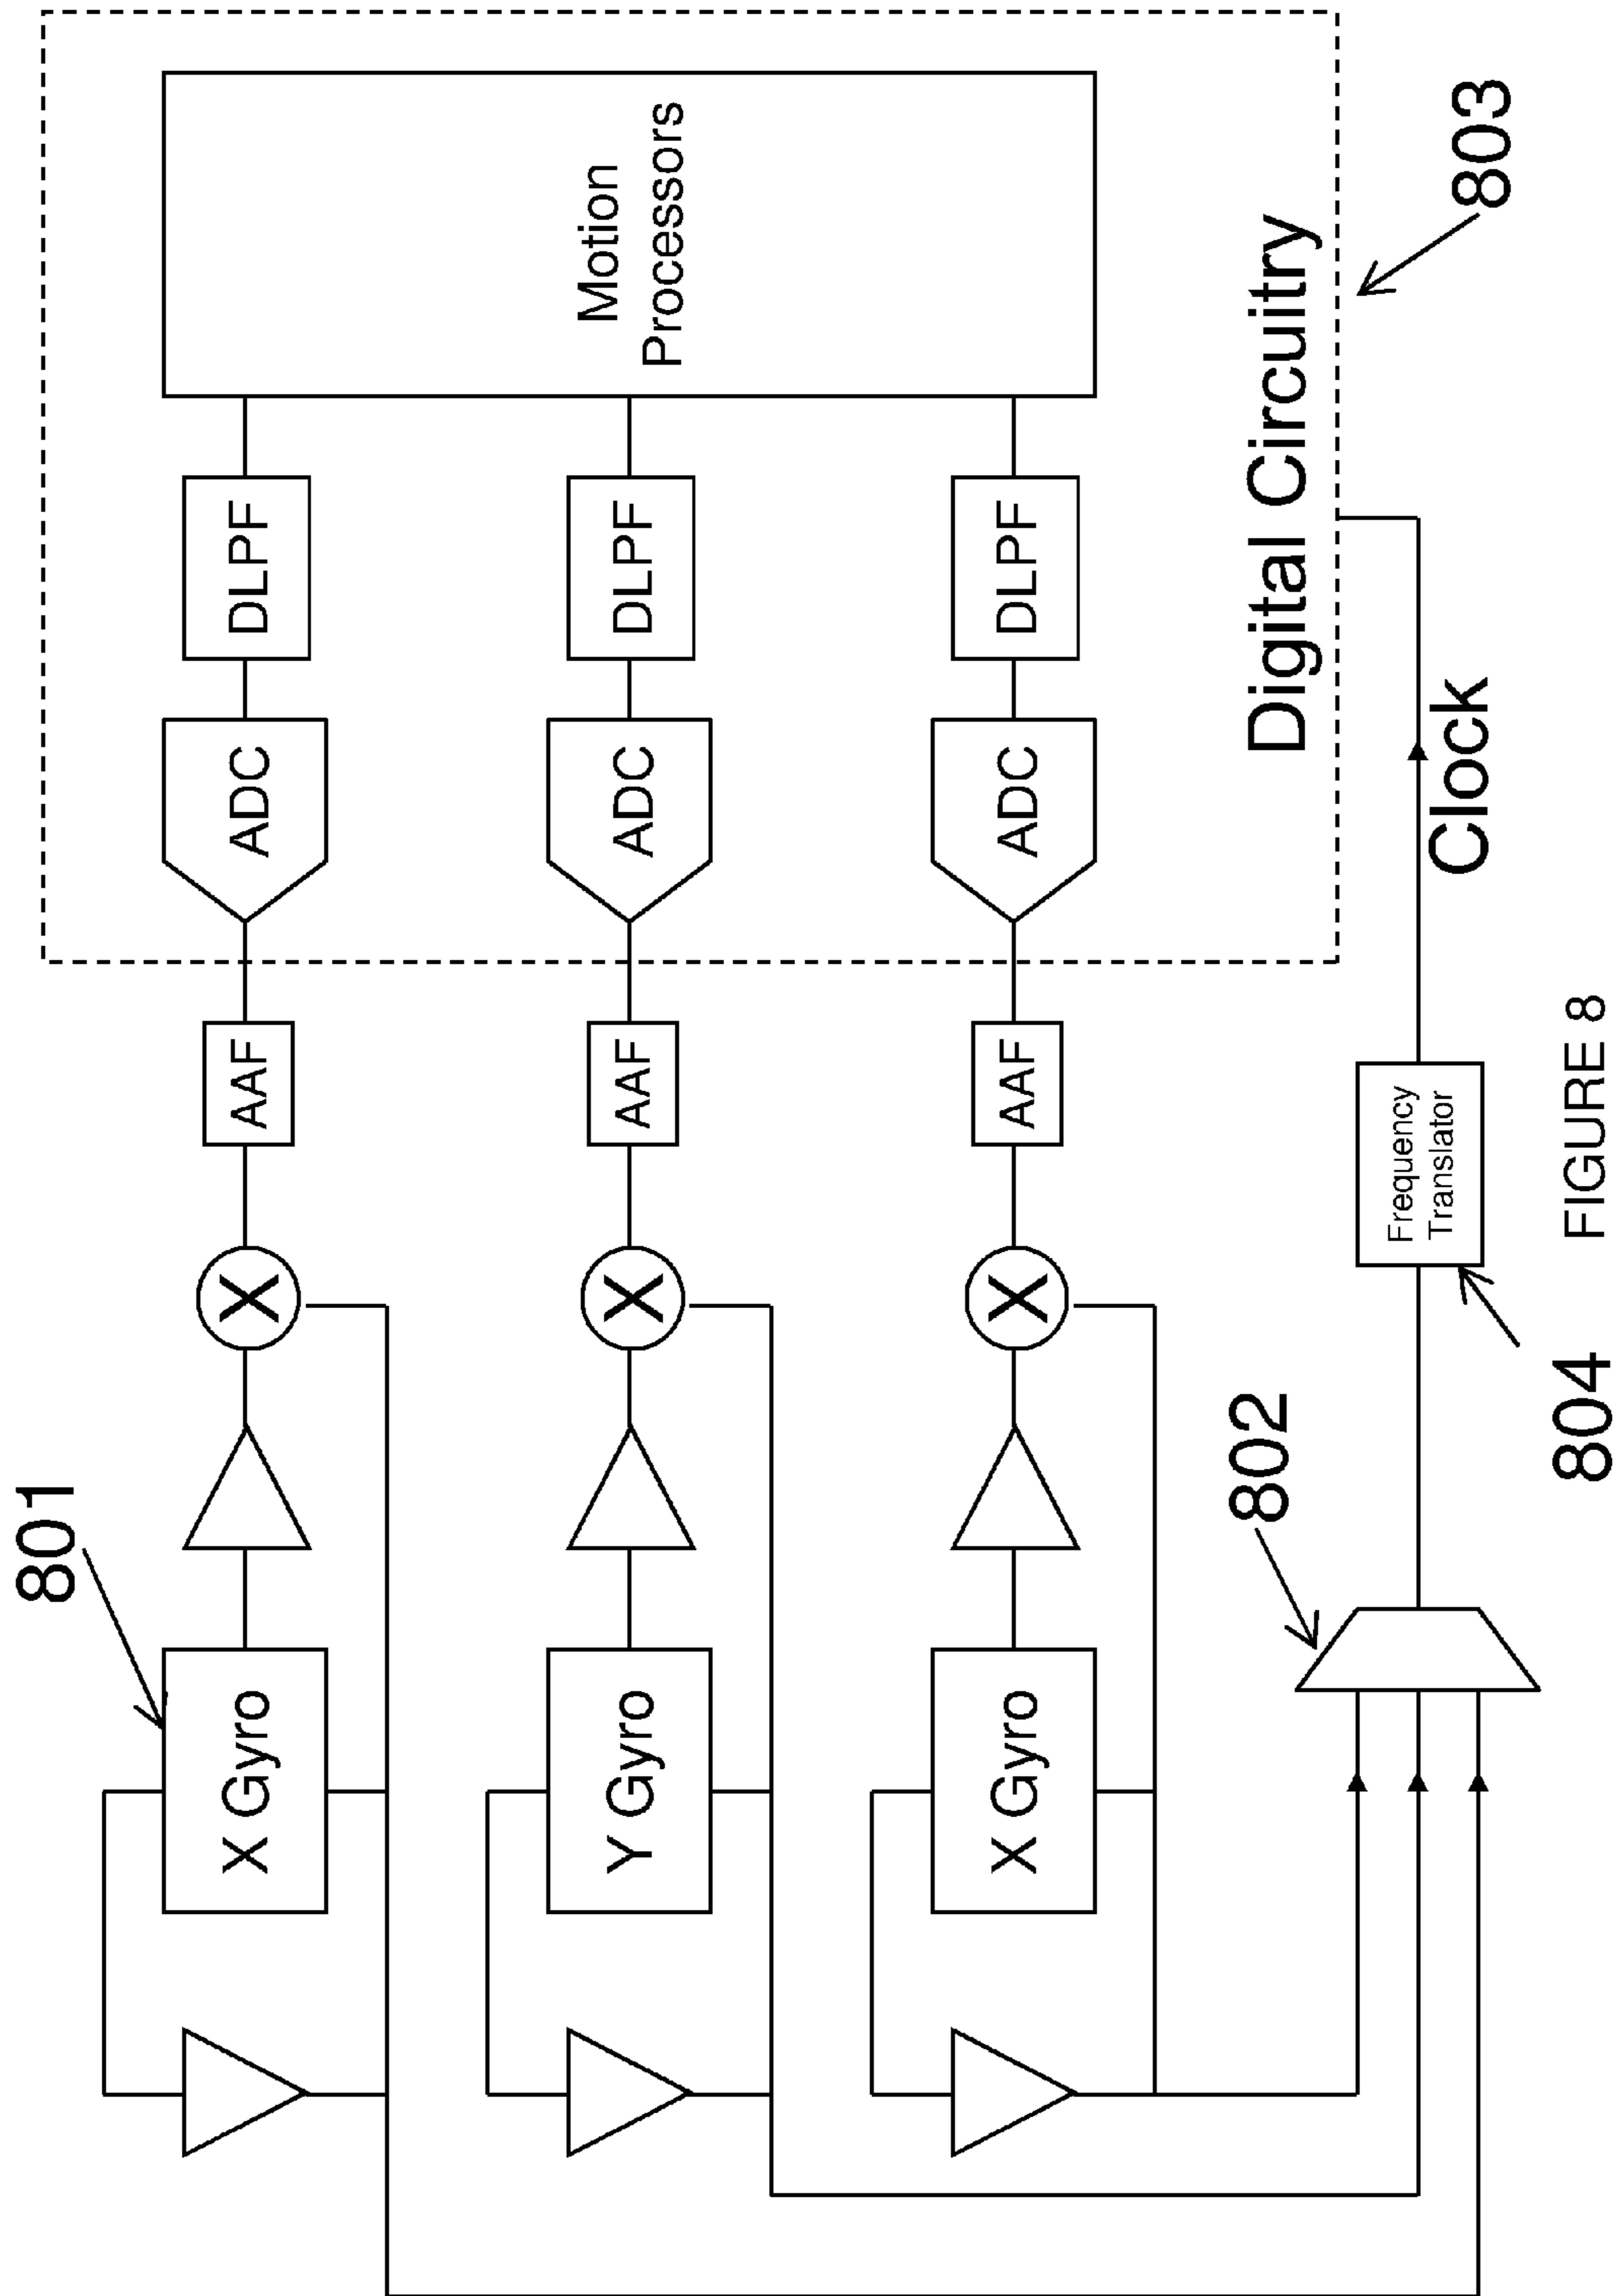 801
X Gyro
X
AAF
ADC
DLPF
Motion
Processors
Y Gyro
X
AAF
ADC
DLPF
X Gyro
X
AAF
ADC
DLPF
Digital Circuitry
802
Frequency
Translator
804
Clock
803
FIGURE 8